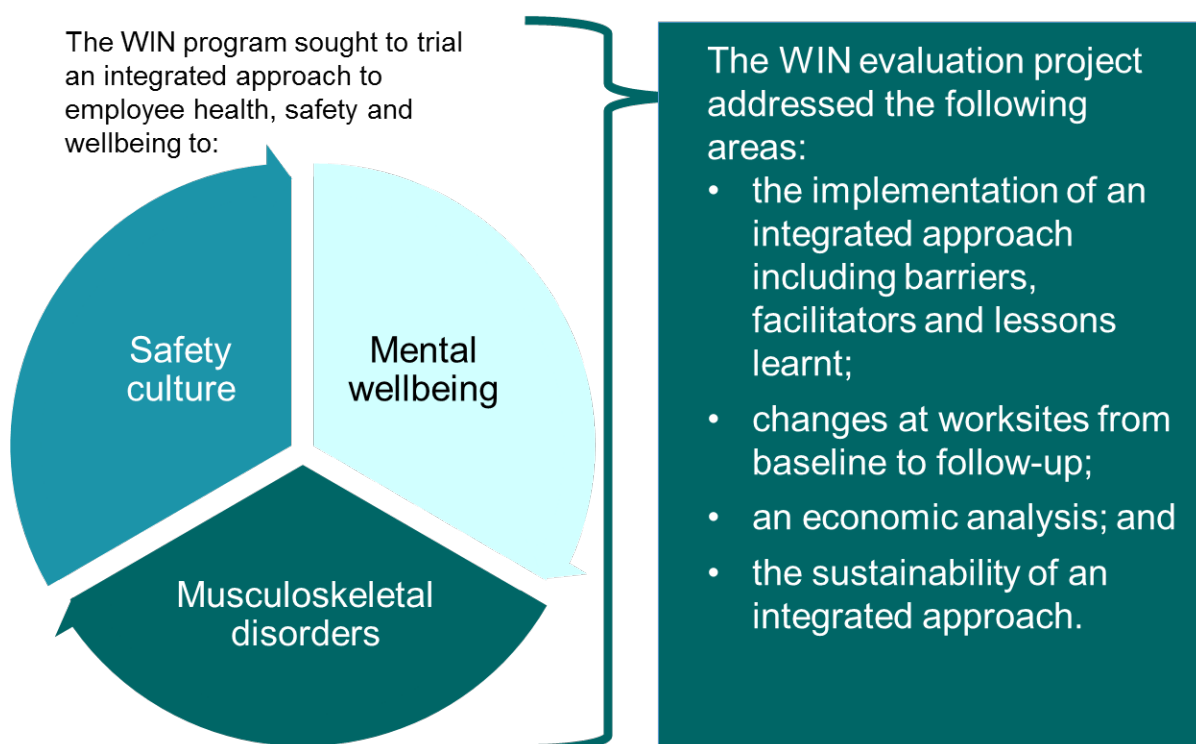 The WIN program sought to trial
an integrated approach to
employee health, safety and
wellbeing to:
Safety
culture
Mental
wellbeing
Musculoskeletal
disorders
The WIN evaluation project
addressed the following
areas:
• the implementation of an
integrated approach
including barriers,
facilitators and lessons
learnt;
• changes at worksites from
baseline to follow-up;
• an economic analysis; and
• the sustainability of an
integrated approach.